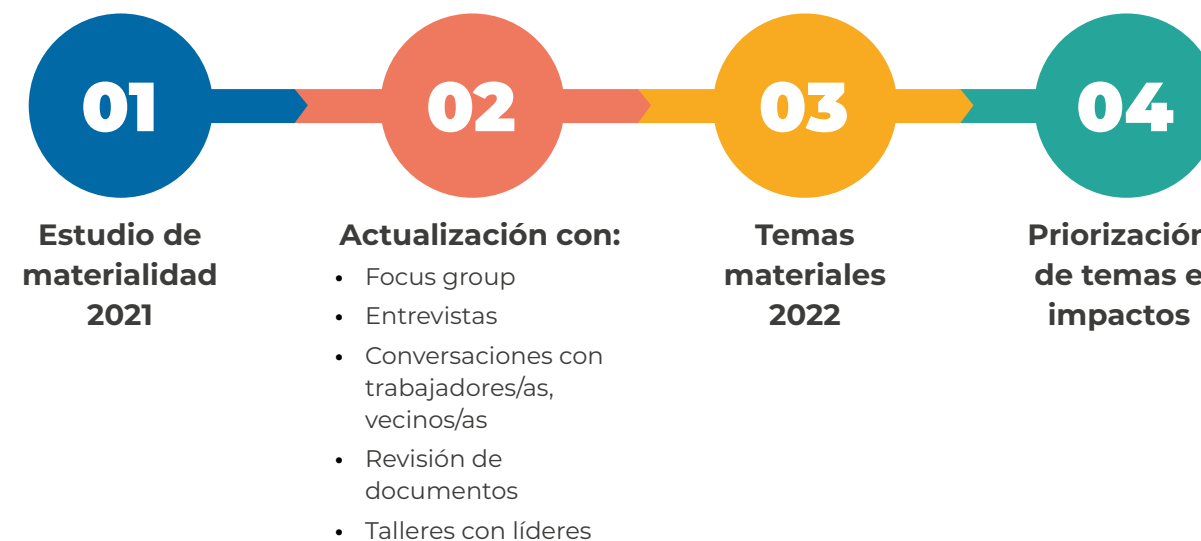 01
Estudio de
materialidad
2021
02
Actualización con:
• Focus group
• Entrevistas
• Conversaciones con
trabajadores/as,
vecinos/as
• Revisión de
documentos
• Talleres con líderes
03
Temas
materiales
2022
04
Priorización
de temas e
impactos